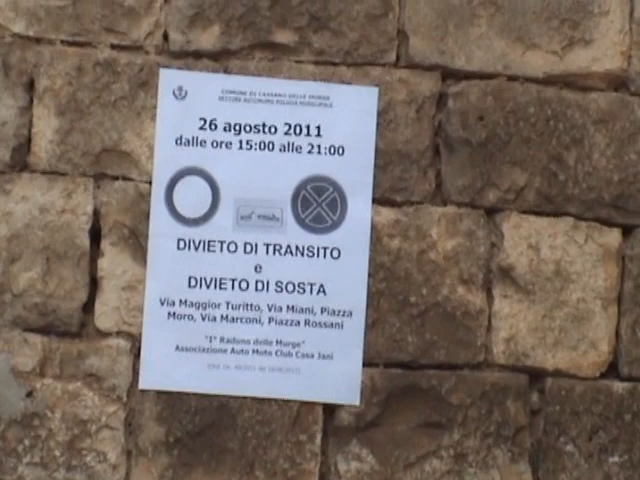 COMUNE DI CASSANO DELLE MURGE
SETTORE AUTONOMO POLIZIA MUNICIPALE
26 agosto 2011
dalle ore 15:00 alle 21:00
DIVIETO DI TRANSITO
e
DIVIETO DI SOSTA
Via Maggior Turitto, Via Miani, Piazza
Moro, Via Marconi, Piazza Rossani
"1° Raduno delle Murge"
Associazione Auto Moto Club Casa Jani